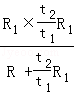 R₁ × t₂/t₁ R₁
R + t₂/t₁ R₁